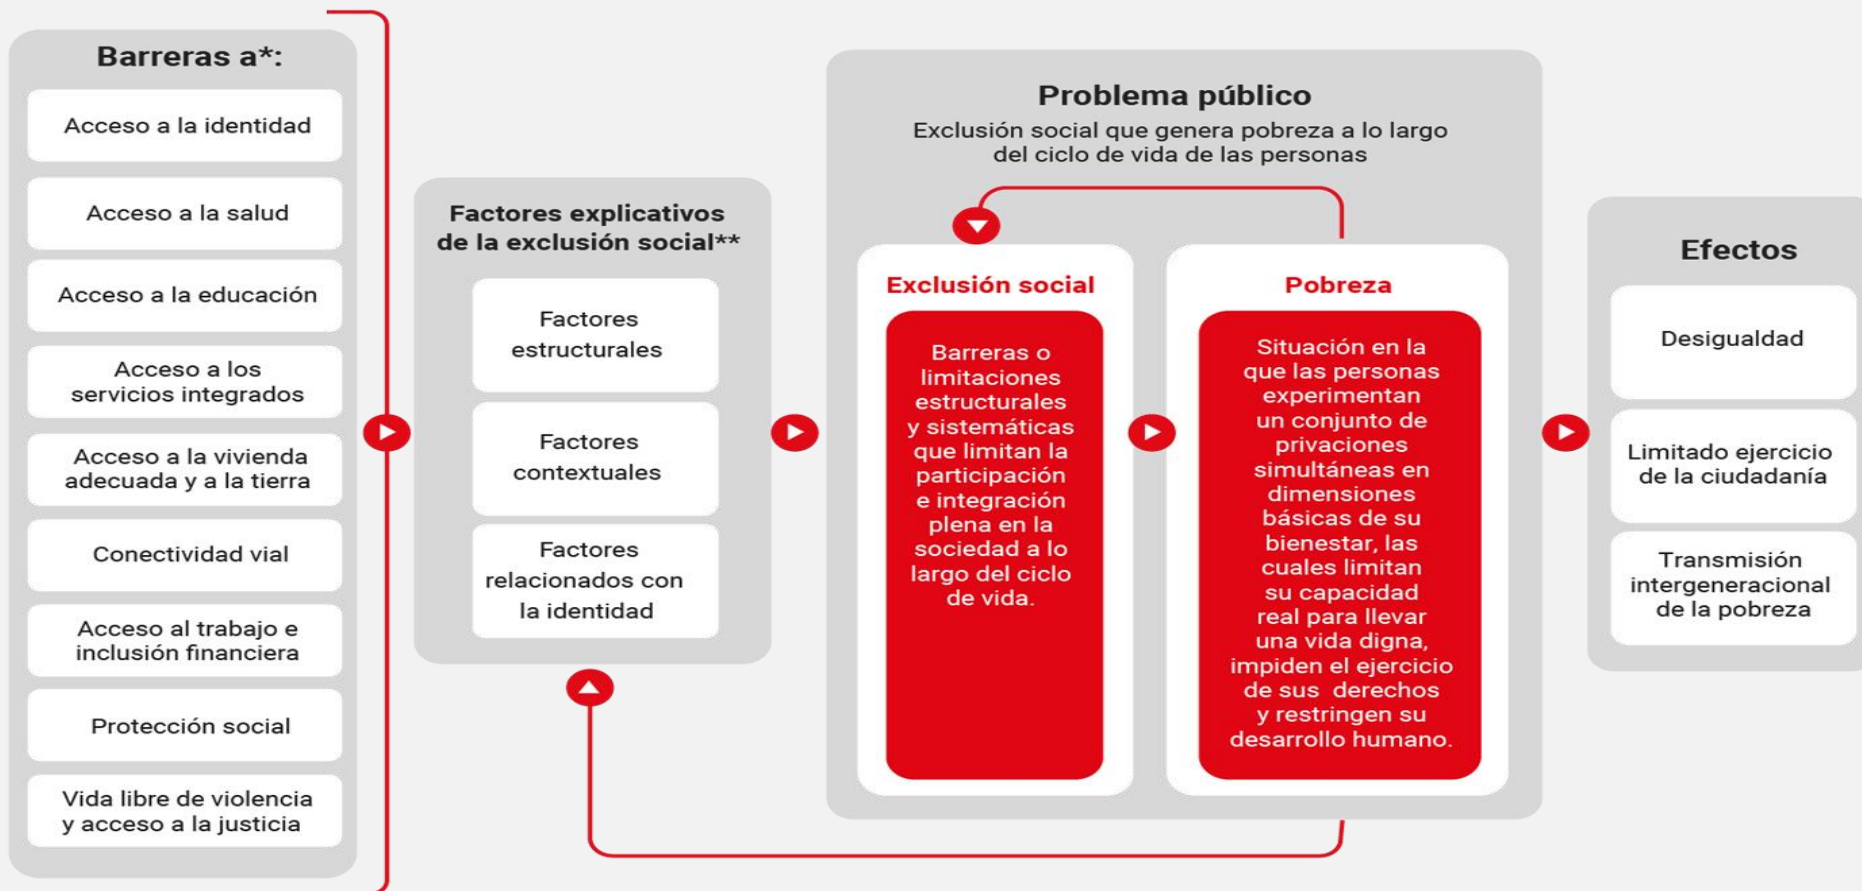 Barreras a*:
Acceso a la identidad
Acceso a la salud
Acceso a la educación
Acceso a los
servicios integrados
Acceso a la vivienda
adecuada y a la tierra
Conectividad vial
Acceso al trabajo e
inclusión financiera
Protección social
Vida libre de violencia
y acceso a la justicia
Factores explicativos
de la exclusión social**
Factores
estructurales
Factores
contextuales
Factores
relacionados con
la identidad
Problema público
Exclusión social que genera pobreza a lo largo
del ciclo de vida de las personas
Exclusión social
Barreras o
limitaciones
estructurales
y sistemáticas
que limitan la
participación
e integración
plena en la
sociedad a lo
largo del ciclo
de vida.
Pobreza
Situación en la
que las personas
experimentan
un conjunto de
privaciones
simultáneas en
dimensiones
básicas de su
bienestar, las
cuales limitan
su capacidad
real para llevar
una vida digna,
impiden el ejercicio
de sus derechos
y restringen su
desarrollo humano.
Efectos
Desigualdad
Limitado ejercicio
de la ciudadanía
Transmisión
intergeneracional
de la pobreza